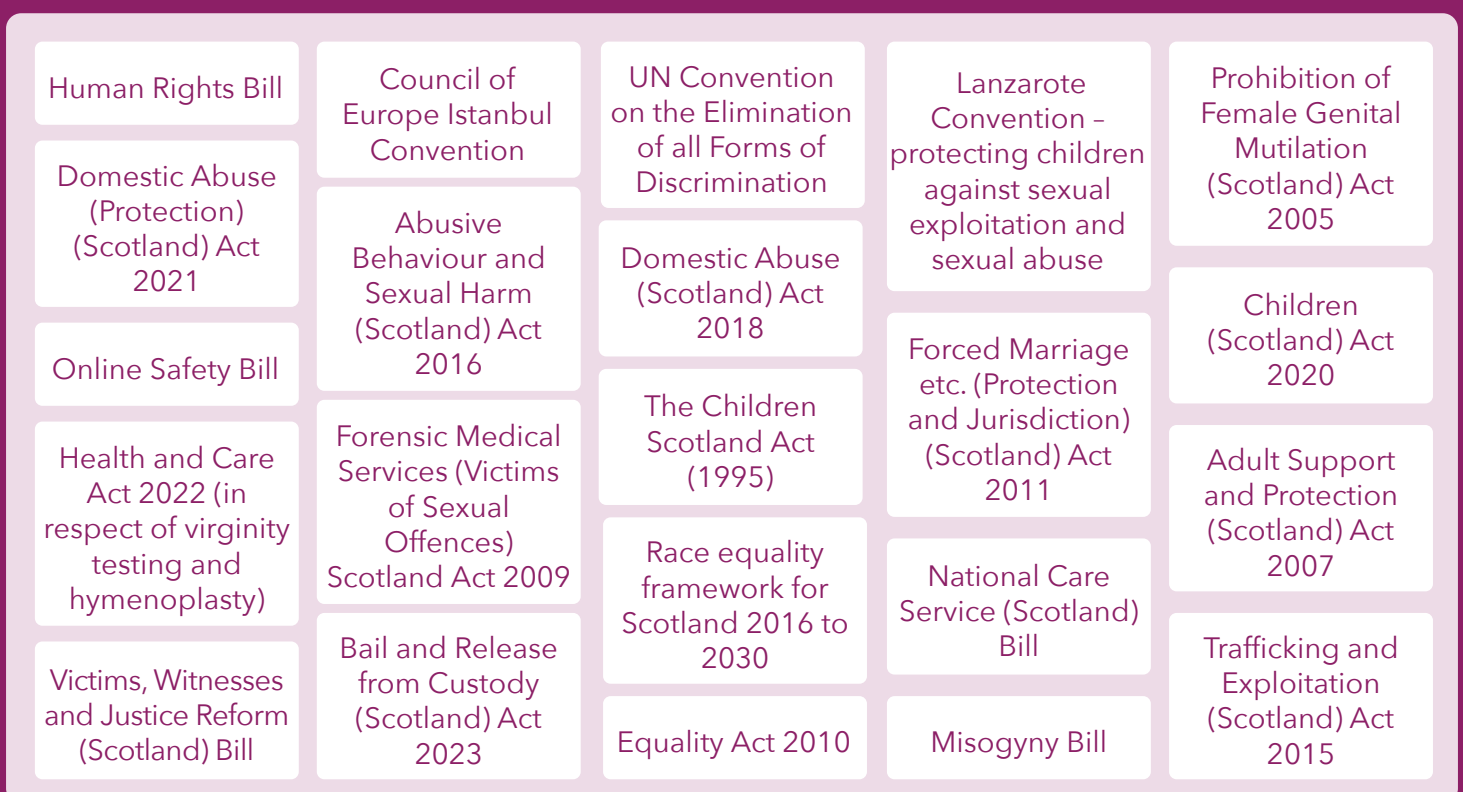 Human Rights Bill
Domestic Abuse
(Protection)
(Scotland) Act
2021
Online Safety Bill
Health and Care
Act 2022 (in
respect of virginity
testing and
hymenoplasty)
Victims, Witnesses
and Justice Reform
(Scotland) Bill
Council of
Europe Istanbul
Convention
Abusive
Behaviour and
Sexual Harm
(Scotland) Act
2016
Forensic Medical
Services (Victims
of Sexual
Offences)
Scotland Act 2009
Bail and Release
from Custody
(Scotland) Act
2023
UN Convention
on the Elimination
of all Forms of
Discrimination
Domestic Abuse
(Scotland) Act
2018
The Children
Scotland Act
(1995)
Race equality
framework for
Scotland 2016 to
2030
Equality Act 2010
Lanzarote
Convention –
protecting children
against sexual
exploitation and
sexual abuse
Forced Marriage
etc. (Protection
and Jurisdiction)
(Scotland) Act
2011
National Care
Service (Scotland)
Bill
Misogyny Bill
Prohibition of
Female Genital
Mutilation
(Scotland) Act
2005
Children
(Scotland) Act
2020
Adult Support
and Protection
(Scotland) Act
2007
Trafficking and
Exploitation
(Scotland) Act
2015